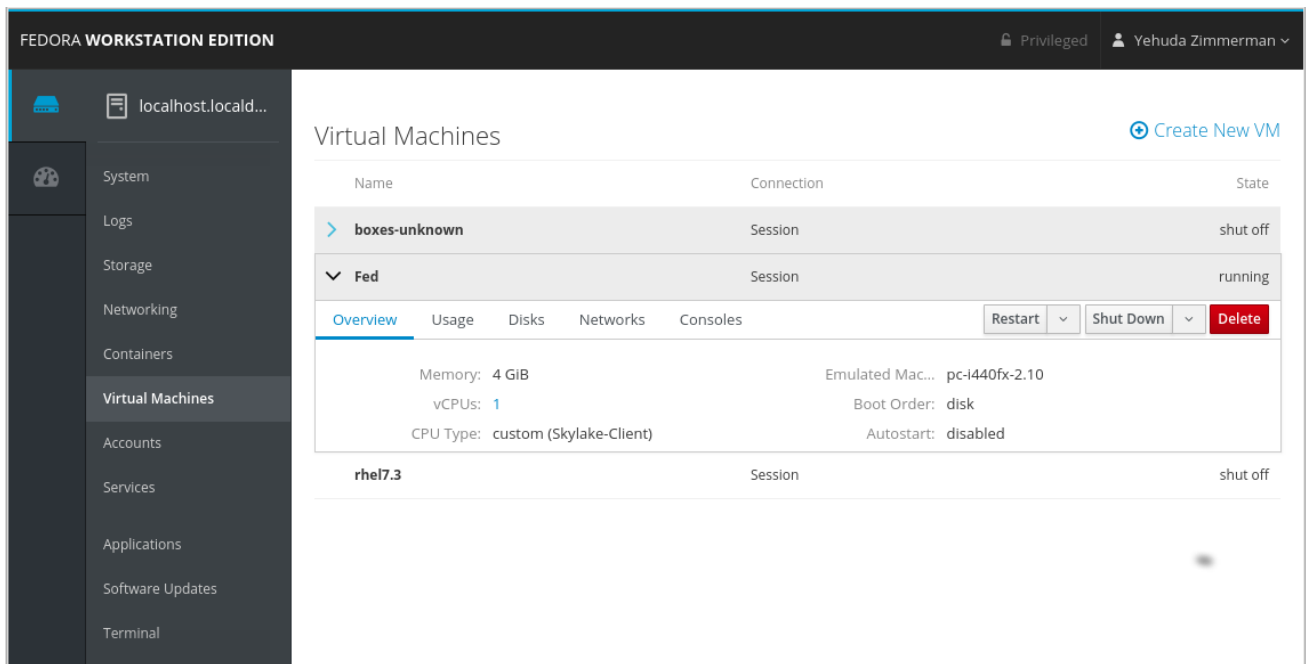 FEDORA WORKSTATION EDITION
Privileged
Yehuda Zimmerman
localhost.locald...
System
Logs
Storage
Networking
Containers
Virtual Machines
Accounts
Services
Applications
Software Updates
Terminal
Virtual Machines
Create New VM
Name Connection State
boxes-unknown Session shut off
Fed Session running
Overview Usage Disks Networks Consoles Restart Shut Down Delete
Memory: 4 GiB Emulated Mac... pc-i440fx-2.10
vCPUs: 1 Boot Order: disk
CPU Type: custom (Skylake-Client) Autostart: disabled
rhel7.3 Session shut off